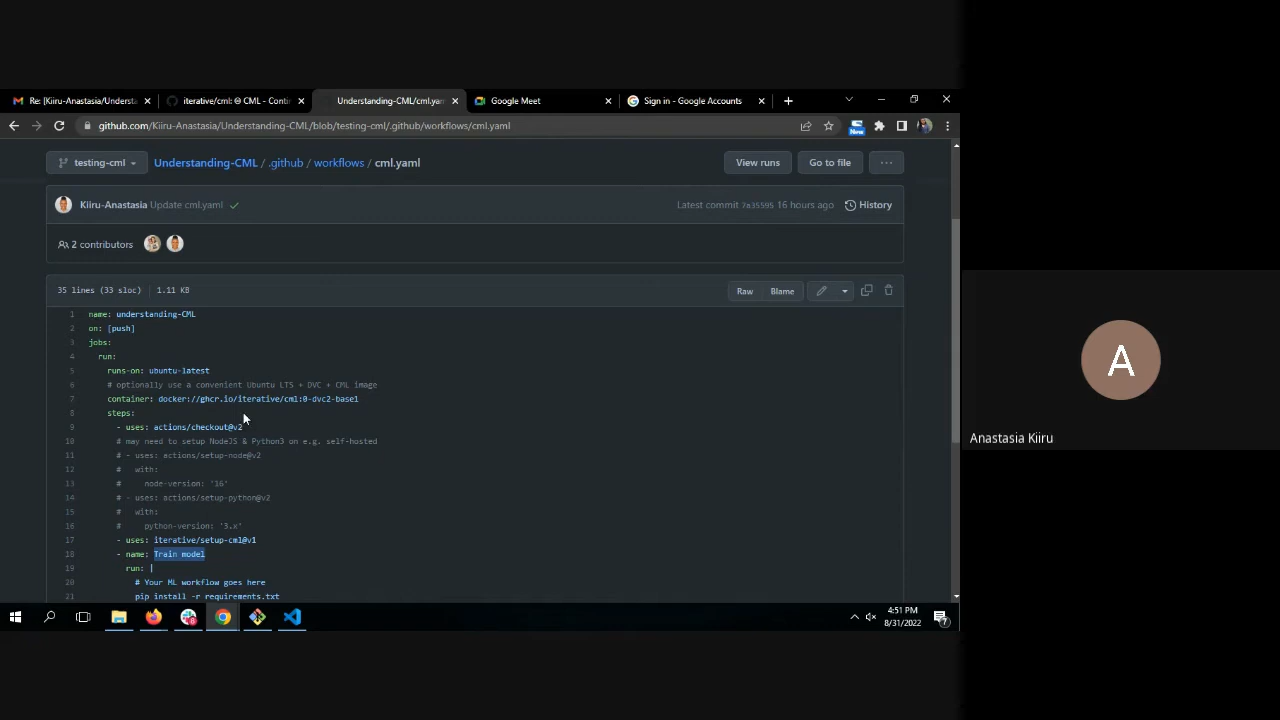 Re: [Kiiru-Anastasia/Understa
iterative/cml: ♾️ CML - Conti
Understanding-CML/cml.yam
Google Meet
Sign in - Google Accounts
github.com/Kiiru-Anastasia/Understanding-CML/blob/testing-cml/.github/workflows/cml.yaml
New
testing-cml
Understanding-CML / .github / workflows / cml.yaml
View runs
Go to file
...
Kiiru-Anastasia Update cml.yaml
Latest commit 7a35595 16 hours ago
History
2 contributors
35 lines (33 sloc) | 1.11 KB
Raw
Blame
1 name: understanding-CML
2 on: [push]
3 jobs:
4 run:
5 runs-on: ubuntu-latest
6 # optionally use a convenient Ubuntu LTS + DVC + CML image
7 container: docker://ghcr.io/iterative/cml:0-dvc2-base1
8 steps:
9 - uses: actions/checkout@v2
10 # may need to setup NodeJS & Python3 on e.g. self-hosted
11 # - uses: actions/setup-node@v2
12 # with:
13 # node-version: '16'
14 # - uses: actions/setup-python@v2
15 # with:
16 # python-version: '3.x'
17 - uses: iterative/setup-cml@v1
18 - name: Train model
19 run: |
20 # Your ML workflow goes here
21 pip install -r requirements.txt
4:51 PM
8/31/2022
7
A
Anastasia Kiiru